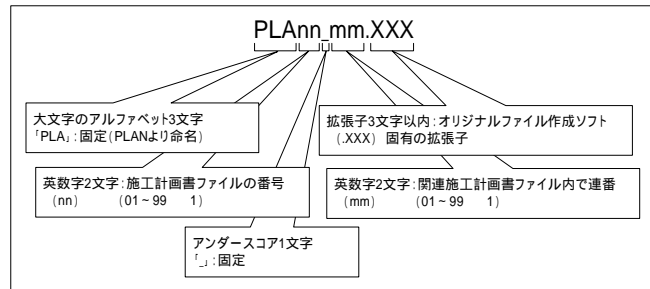 PLAnn_mm.XXX
大文字のアルファベット3文字
「PLA」:固定(PLANより命名)
拡張子3文字以内:オリジナルファイル作成ソフト
(.XXX) 固有の拡張子
英数字2文字:施工計画書ファイルの番号
(nn) (01~99 1)
英数字2文字:関連施工計画書ファイル内で連番
(mm) (01~99 1)
アンダースコア1文字
「_」:固定